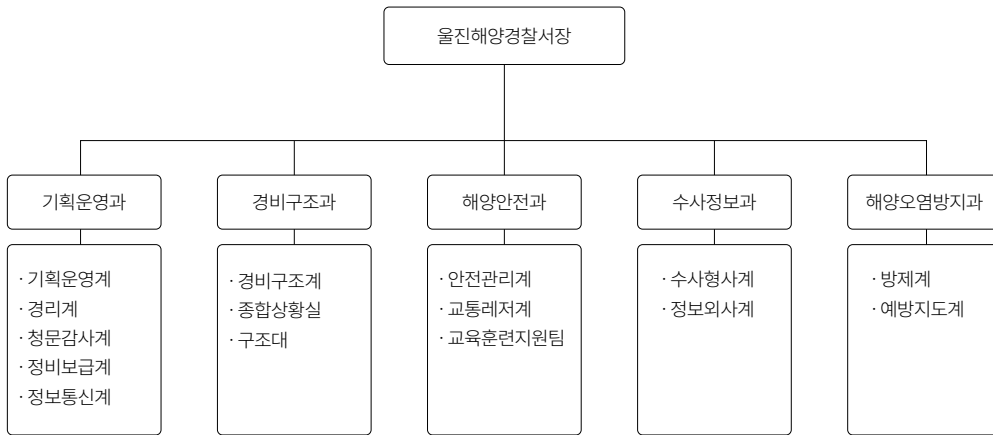 울진해양경찰서장
기획운영과
경비구조과
해양안전과
수사정보과
해양오염방지과
· 기획운영계
· 경리계
· 청문감사계
· 정비보급계
· 정보통신계
· 경비구조계
· 종합상황실
· 구조대
· 안전관리계
· 교통레저계
· 교육훈련지원팀
· 수사형사계
· 정보외사계
· 방제계
· 예방지도계